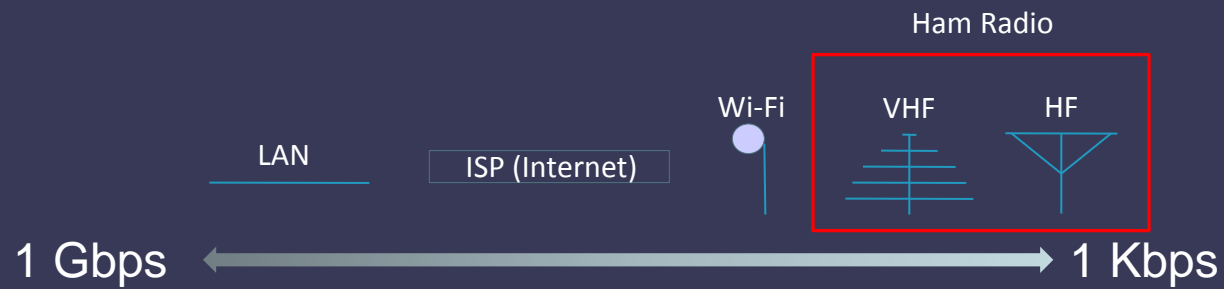 Ham Radio
Wi-Fi
VHF
HF
LAN
ISP (Internet)
1 Gbps
1 Kbps